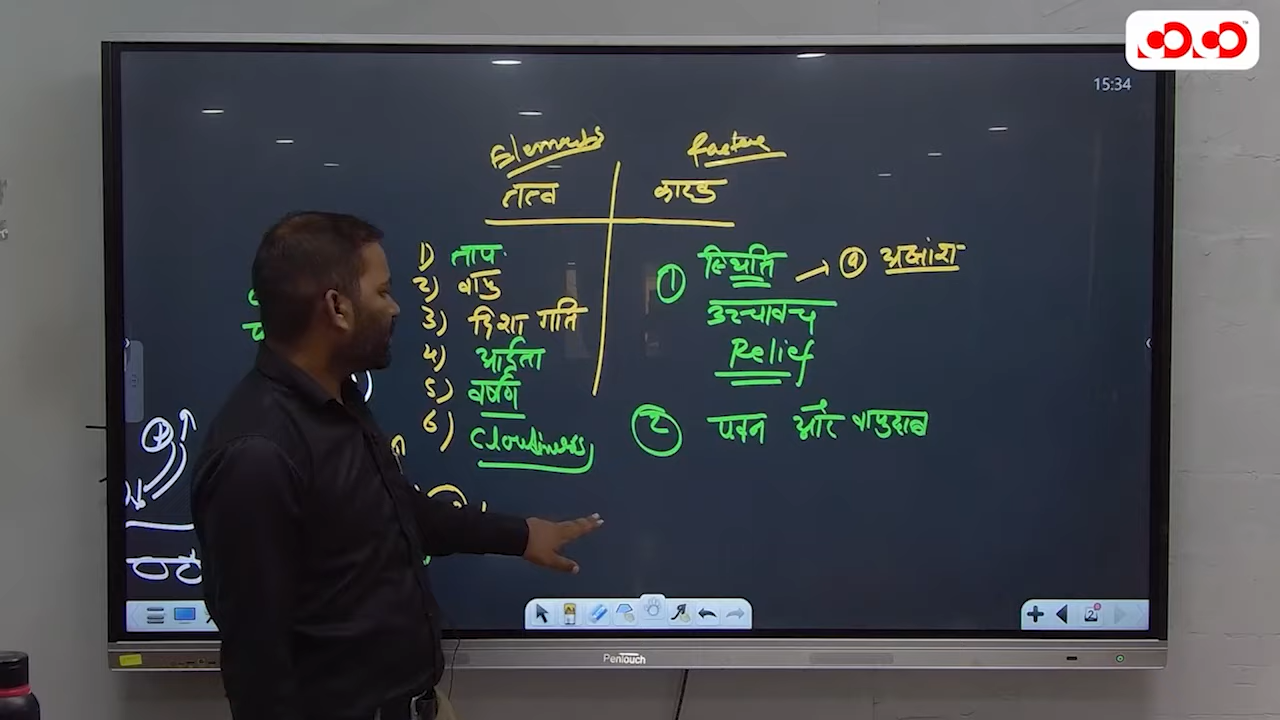 15:34
Elements
तत्व
1) ताप
2) वायु
3) दिशा गति
4) आर्द्रता
5) वर्षण
6) Cloudiness
Factors
कारक
① स्थिति → ⓐ अक्षांश
उच्चावच
Relief
② पवन और वायुदाब
Pentouch